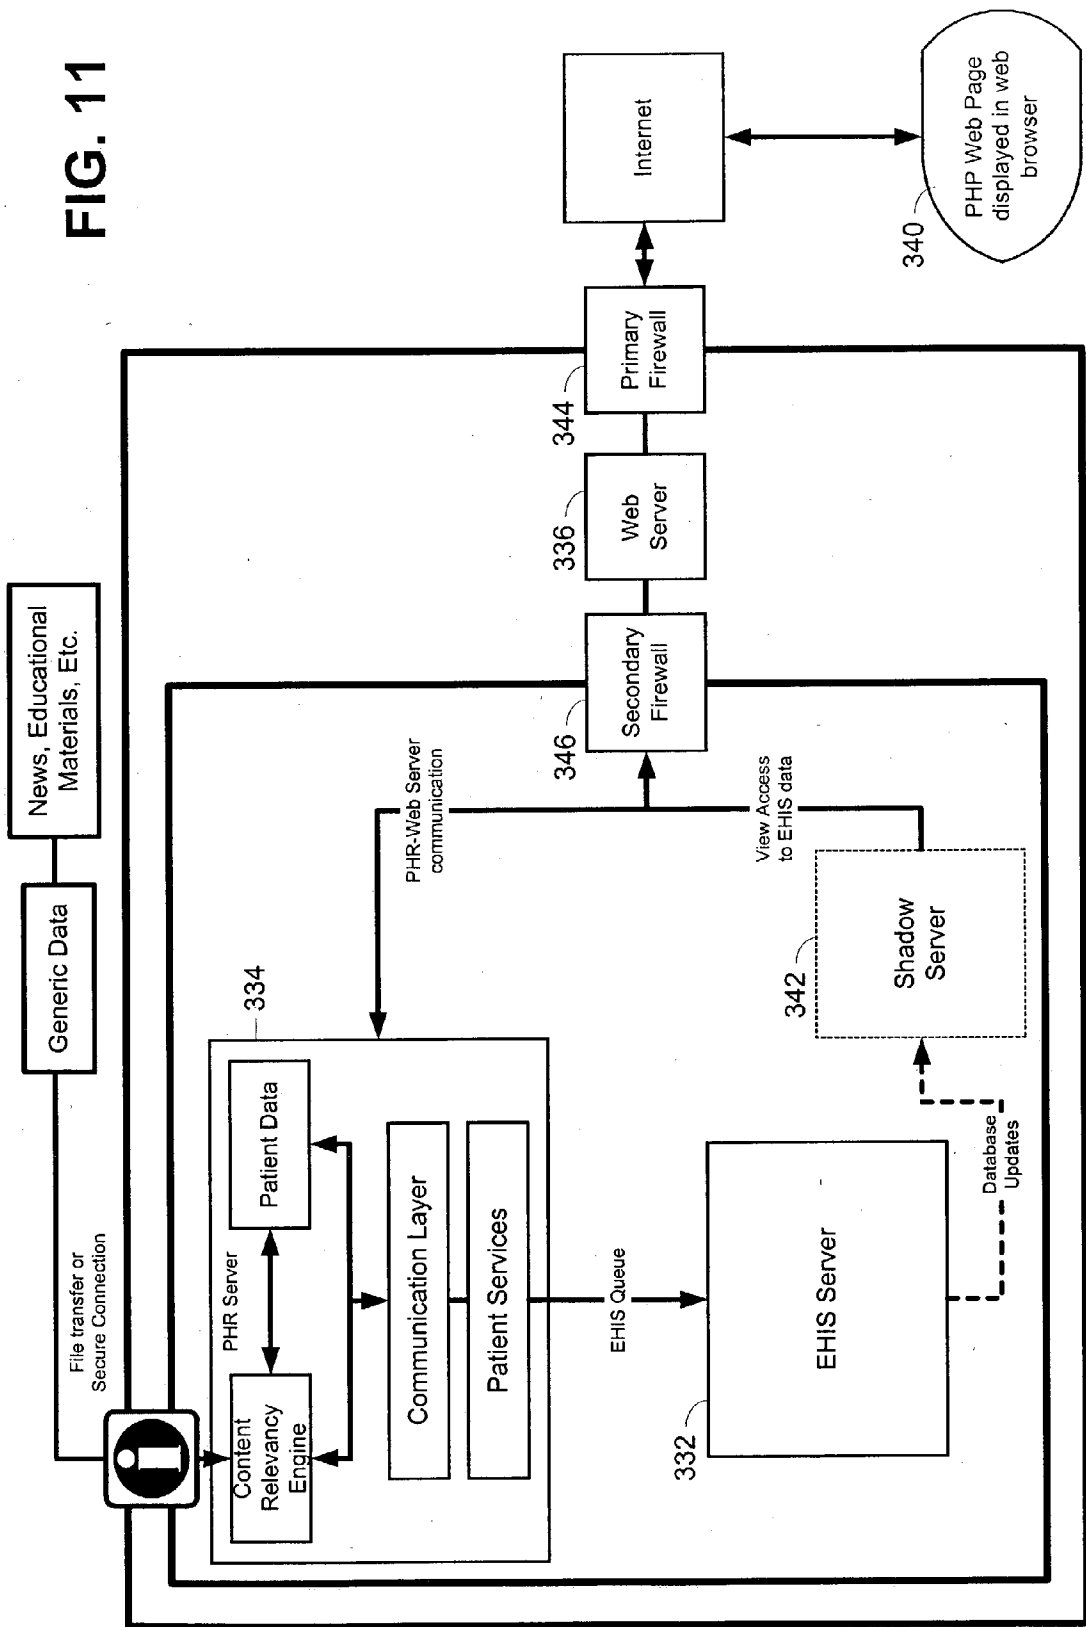 FIG. 11
News, Educational
Materials, Etc.
Generic Data
File transfer or
Secure Connection
i
Content
Relevancy
Engine
PHR Server
Patient Data
334
Communication Layer
Patient Services
PHR-Web Server
communication
EHIS Queue
EHIS Server
332
Database
Updates
Shadow
Server
342
View Access
to EHIS data
Secondary
Firewall
346
Web
Server
336
Primary
Firewall
344
Internet
PHP Web Page
displayed in web
browser
340